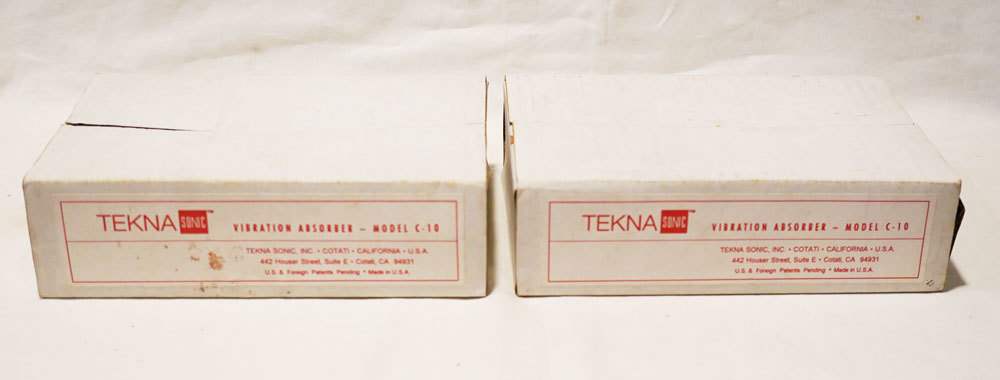 TEKNA SONIC™ VIBRATION ABSORBER – MODEL C-10
TEKNA SONIC, INC. • COTATI • CALIFORNIA • U.S.A.
442 Houser Street, Suite E • Cotati, CA 94931
U.S. & Foreign Patents Pending • Made in U.S.A.
TEKNA SONIC™ VIBRATION ABSORBER – MODEL C-10
TEKNA SONIC, INC. • COTATI • CALIFORNIA • U.S.A.
442 Houser Street, Suite E • Cotati, CA 94931
U.S. & Foreign Patents Pending • Made in U.S.A.